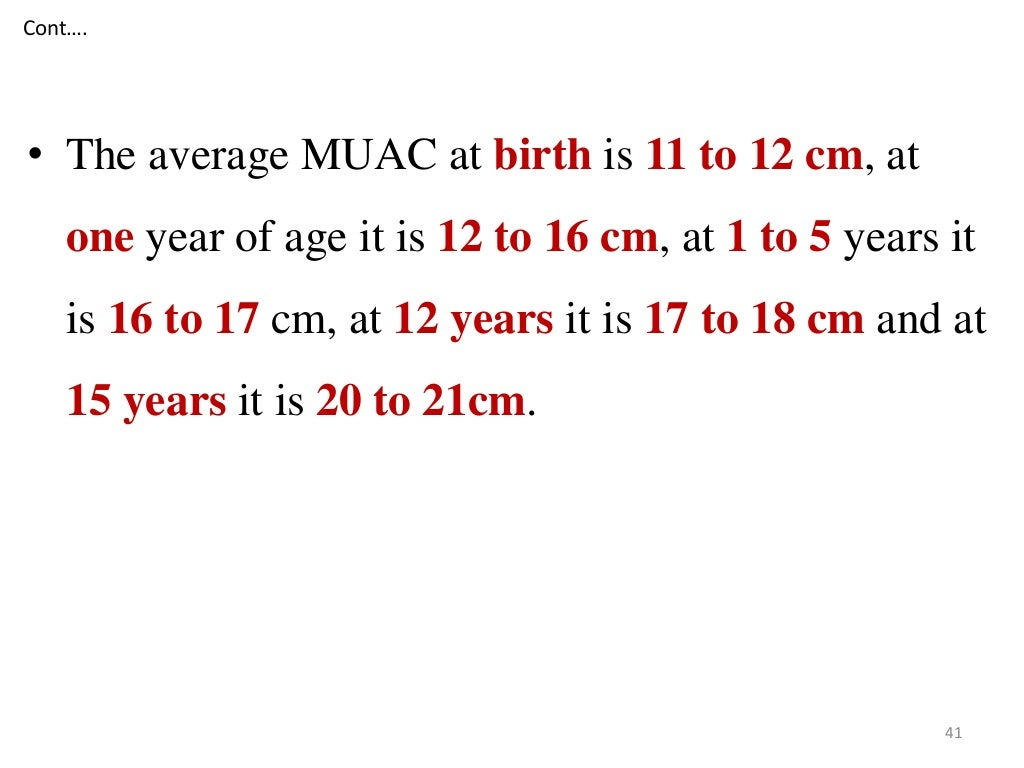 Cont….
• The average MUAC at birth is 11 to 12 cm, at
one year of age it is 12 to 16 cm, at 1 to 5 years it
is 16 to 17 cm, at 12 years it is 17 to 18 cm and at
15 years it is 20 to 21cm.
41